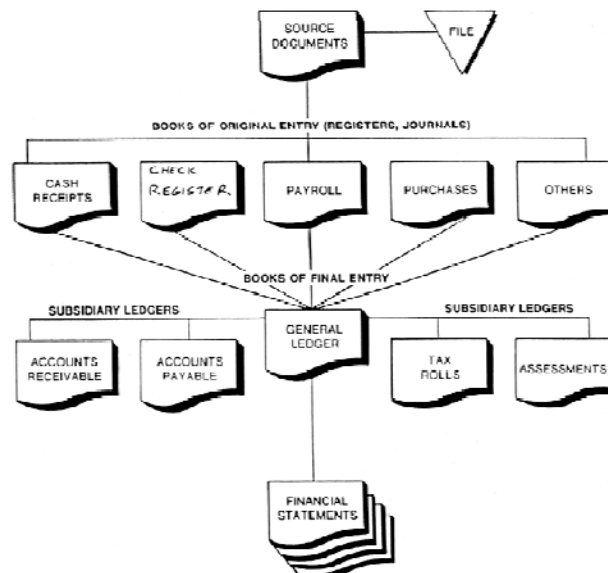 SOURCE
DOCUMENTS
FILE
BOOKS OF ORIGINAL ENTRY (REGISTERS, JOURNALS)
CASH
RECEIPTS
CHECK
REGISTER
PAYROLL
PURCHASES
OTHERS
BOOKS OF FINAL ENTRY
SUBSIDIARY LEDGERS
SUBSIDIARY LEDGERS
GENERAL
LEDGER
ACCOUNTS
RECEIVABLE
ACCOUNTS
PAYABLE
TAX
ROLLS
ASSESSMENTS
FINANCIAL
STATEMENTS